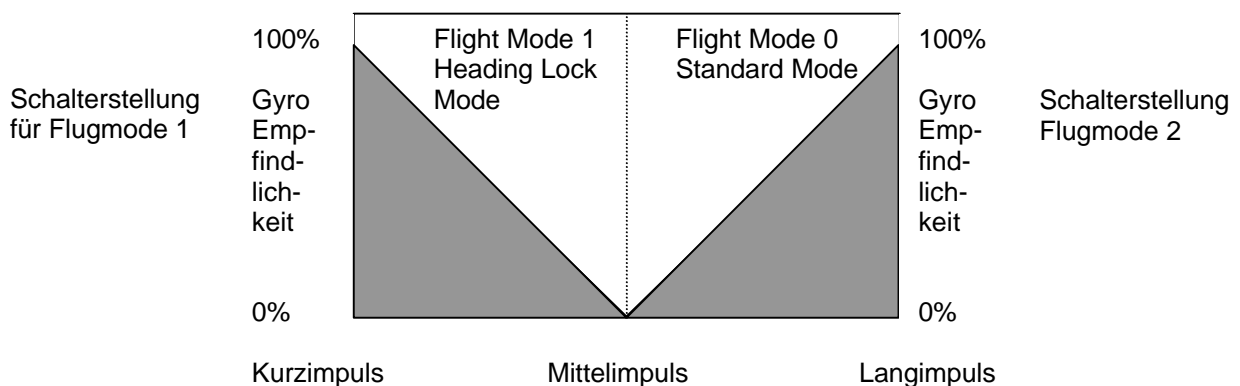 100%
Flight Mode 1
Heading Lock
Mode
Flight Mode 0
Standard Mode
100%
Schalterstellung
für Flugmode 1
Gyro
Emp-
find-
lich-
keit
Gyro
Emp-
find-
lich-
keit
Schalterstellung
Flugmode 2
0%
0%
Kurzimpuls
Mittelimpuls
Langimpuls